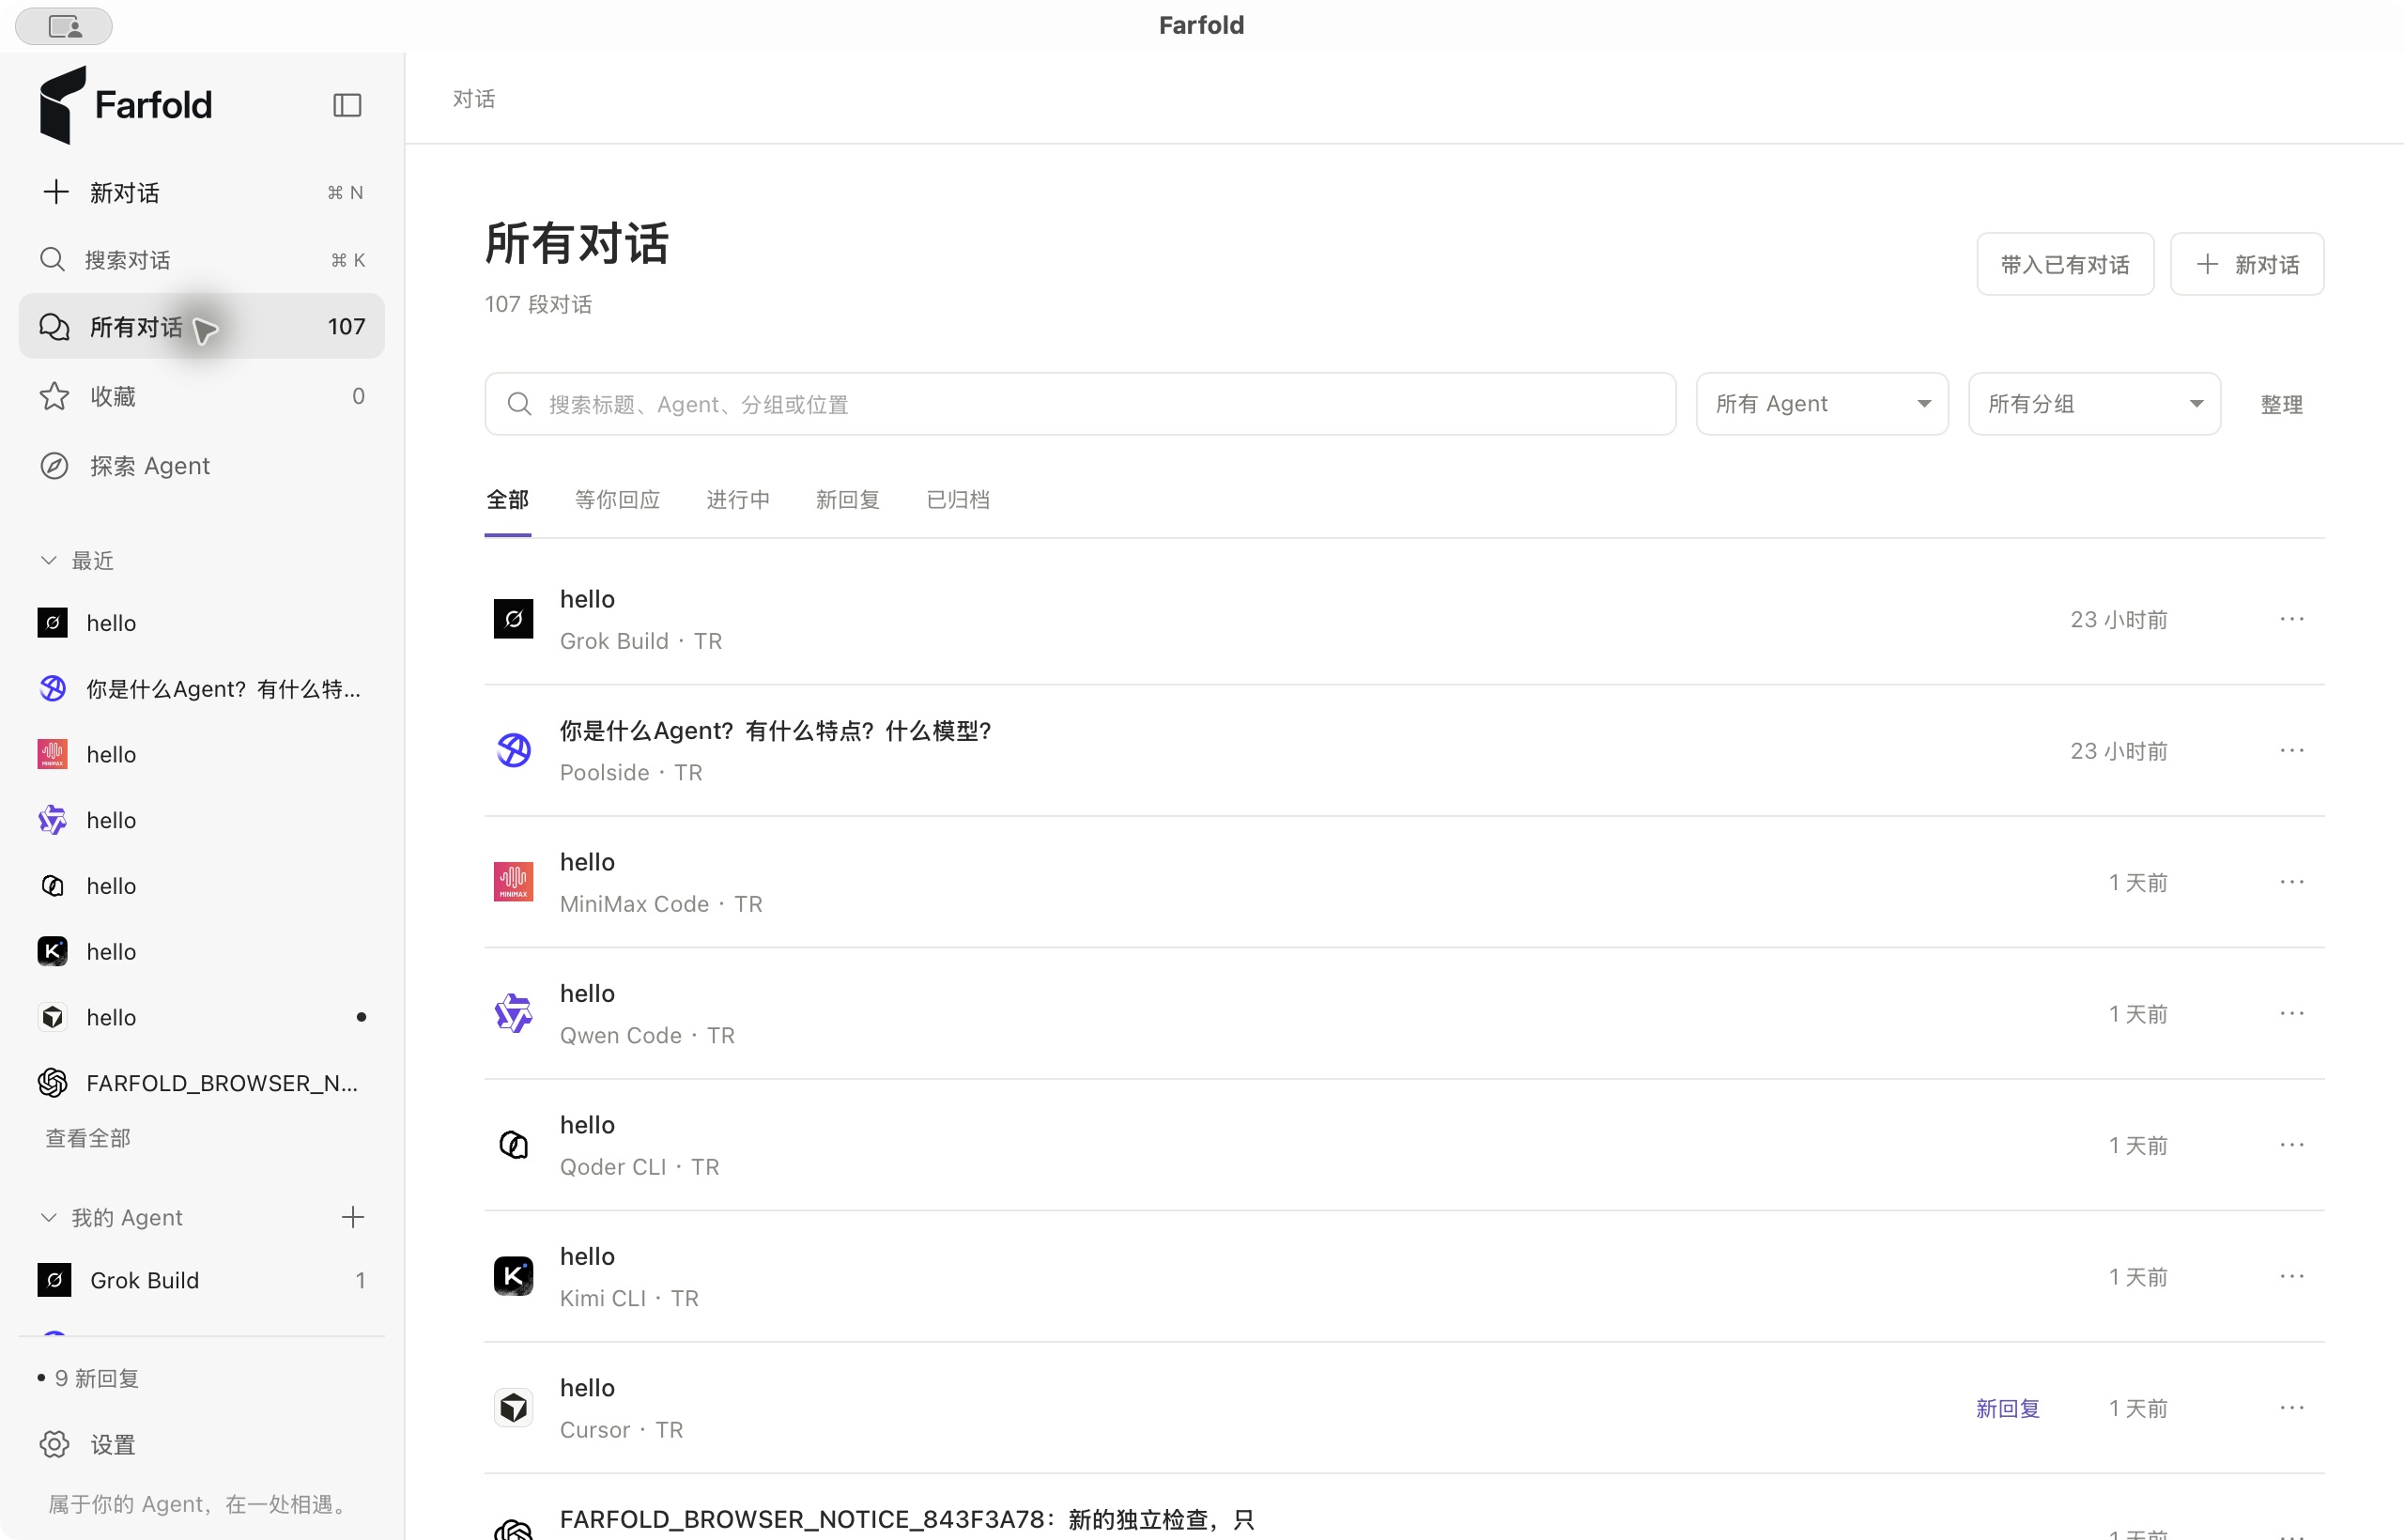 Farfold
Farfold
新对话 ⌘ N
搜索对话 ⌘ K
所有对话 107
收藏 0
探索 Agent
最近
hello
你是什么Agent？有什么特...
MINIMAX
hello
hello
hello
hello
hello
FARFOLD_BROWSER_N...
查看全部
我的 Agent
Grok Build 1
9 新回复
设置
属于你的 Agent，在一处相遇。
对话
所有对话
107 段对话
带入已有对话
新对话
搜索标题、Agent、分组或位置
所有 Agent
所有分组
整理
全部 等你回应 进行中 新回复 已归档
hello
Grok Build · TR
23 小时前
你是什么Agent？有什么特点？什么模型？
Poolside · TR
23 小时前
MINIMAX
hello
MiniMax Code · TR
1 天前
hello
Qwen Code · TR
1 天前
hello
Qoder CLI · TR
1 天前
hello
Kimi CLI · TR
1 天前
hello
Cursor · TR
新回复 1 天前
FARFOLD_BROWSER_NOTICE_843F3A78：新的独立检查，只
1 天前